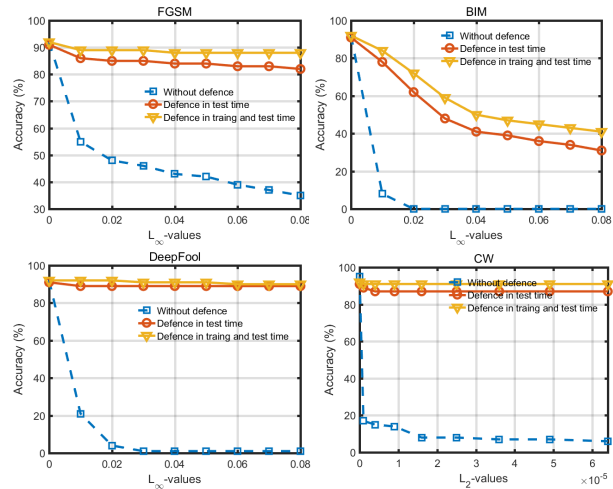 FGSM
100
90
80
70
60
50
40
30
0
0.02
0.04
0.06
0.08
Accuracy (%)
L∞-values
Without defence
Defence in test time
Defence in traing and test time
BIM
100
80
60
40
20
0
0
0.02
0.04
0.06
0.08
Accuracy (%)
L∞-values
Without defence
Defence in test time
Defence in traing and test time
DeepFool
100
80
60
40
20
0
0
0.02
0.04
0.06
0.08
Accuracy (%)
L∞-values
Without defence
Defence in test time
Defence in traing and test time
CW
100
80
60
40
20
0
0
1
2
3
4
5
6
×10⁻⁵
Accuracy (%)
L₂-values
Without defence
Defence in test time
Defence in traing and test time